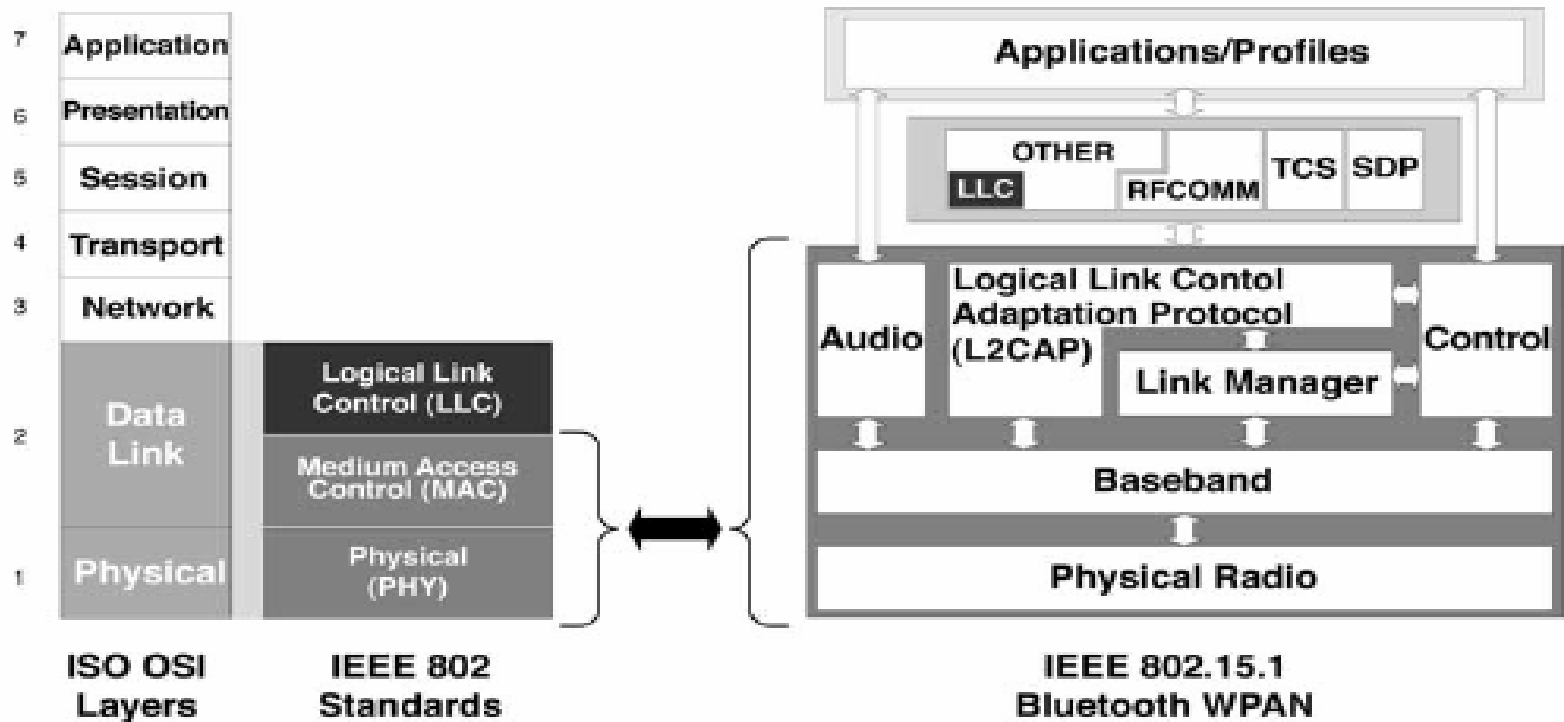 7
Application
6
Presentation
5
Session
4
Transport
3
Network
2
Data
Link
1
Physical
ISO OSI
Layers
Logical Link
Control (LLC)
Medium Access
Control (MAC)
Physical
(PHY)
IEEE 802
Standards
Applications/Profiles
OTHER
LLC
RFCOMM
TCS
SDP
Audio
Logical Link Contol
Adaptation Protocol
(L2CAP)
Link Manager
Control
Baseband
Physical Radio
IEEE 802.15.1
Bluetooth WPAN